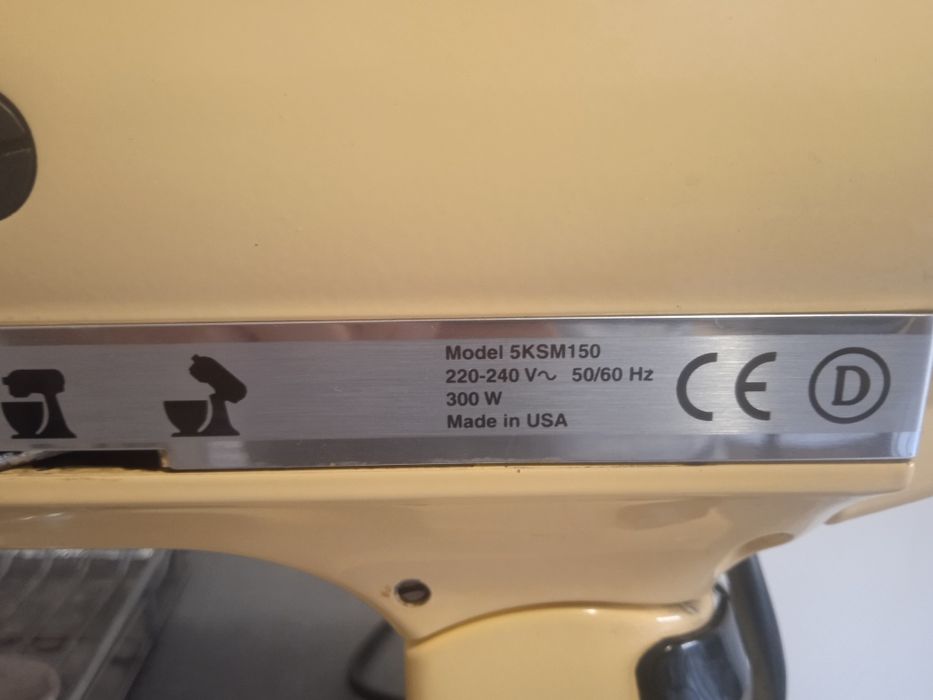 Model 5KSM150
220-240 V~ 50/60 Hz
300 W
Made in USA
CE
D